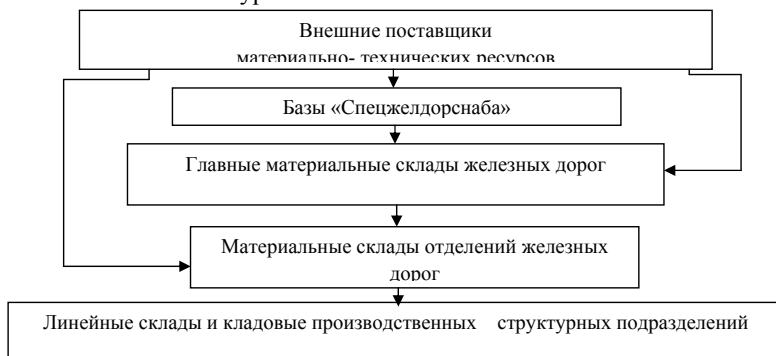 Внешние поставщики
материально- технических ресурсов
Базы «Спецжелдорснаба»
Главные материальные склады железных дорог
Материальные склады отделений железных
дорог
Линейные склады и кладовые производственных структурных подразделений